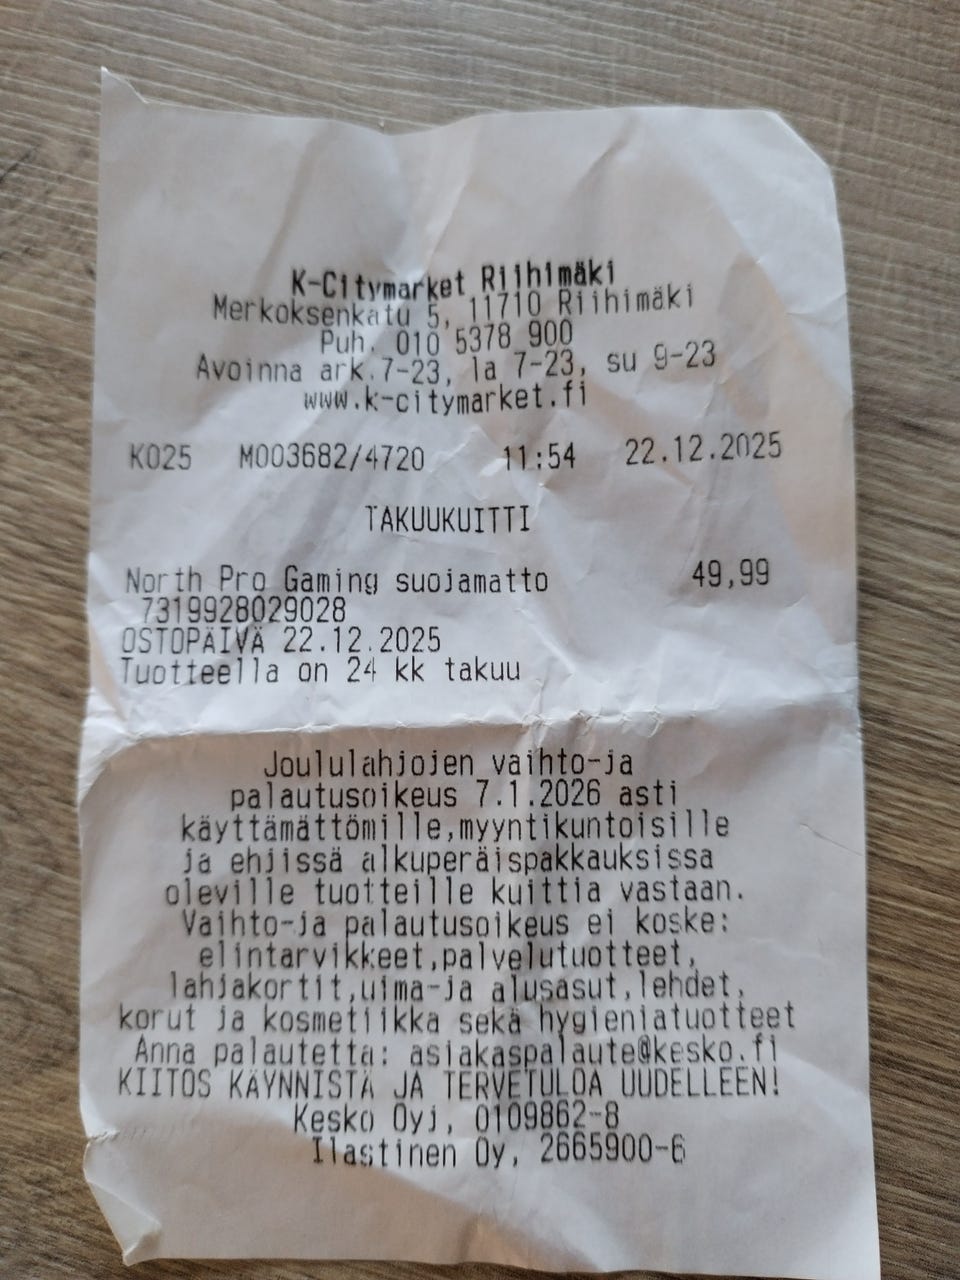 K-Citymarket Riihimäki
Merkoksenkatu 5, 11710 Riihimäki
Puh. 010 5378 900
Avoinna ark.7-23, la 7-23, su 9-23
www.k-citymarket.fi
K025 M003682/4720 11:54 22.12.2025
TAKUUKUITTI
North Pro Gaming suojamatto 49,99
7319928029028
OSTOPÄIVÄ 22.12.2025
Tuotteella on 24 kk takuu
Joululahjojen vaihto-ja
palautusoikeus 7.1.2026 asti
käyttämättömille,myyntikuntoisille
ja ehjissä alkuperäispakkauksissa
oleville tuotteille kuittia vastaan.
Vaihto-ja palautusoikeus ei koske:
elintarvikkeet,palvelutuotteet,
lahjakortit,uima-ja alusasut,lehdet,
korut ja kosmetiikka sekä hygieniatuotteet
Anna palautetta: asiakaspalaute@kesko.fi
KIITOS KÄYNNISTÄ JA TERVETULOA UUDELLEEN!
Kesko Oyj, 0109862-8
Ilastinen Oy, 2665900-6